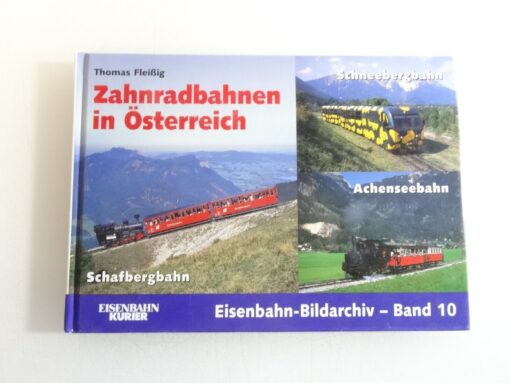 Thomas Fleißig
Zahnradbahnen
in Österreich
Schneebergbahn
Achenseebahn
Schafbergbahn
EISENBAHN
KURIER
Eisenbahn-Bildarchiv – Band 10